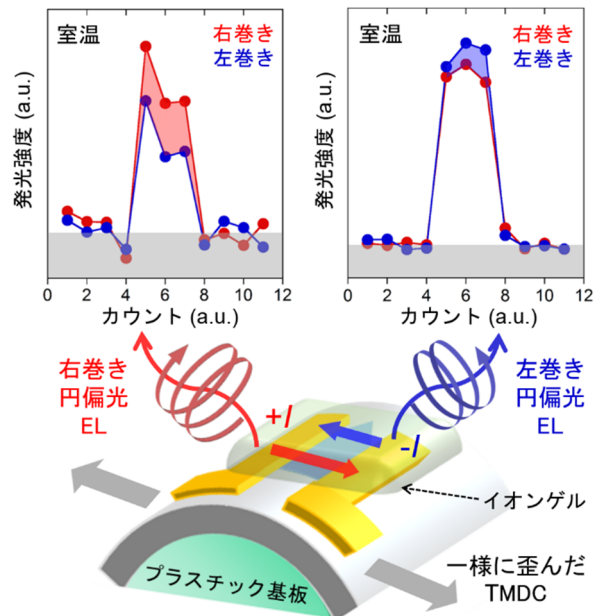 室温
右巻き
左巻き
発光強度 (a.u.)
0 2 4 6 8 10 12
カウント (a.u.)
室温
右巻き
左巻き
発光強度 (a.u.)
0 2 4 6 8 10 12
カウント (a.u.)
右巻き
円偏光
EL
+I
-I
左巻き
円偏光
EL
イオンゲル
プラスチック基板
一様に歪んだ
TMDC